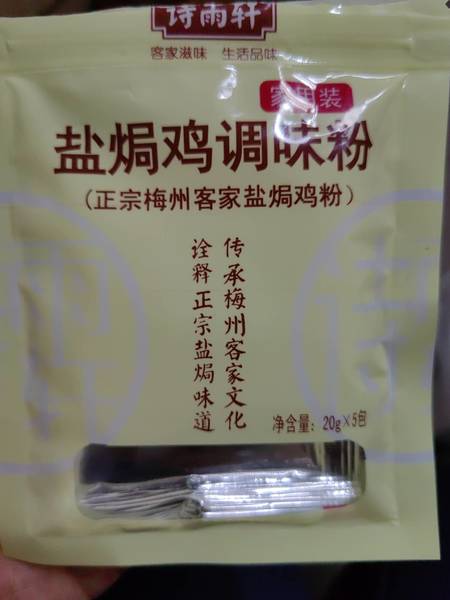 诗雨轩
客家滋味 生活品味
家用装
盐焗鸡调味粉
(正宗梅州客家盐焗鸡粉)
传承梅州客家文化
诠释正宗盐焗味道
净含量: 20g×5包